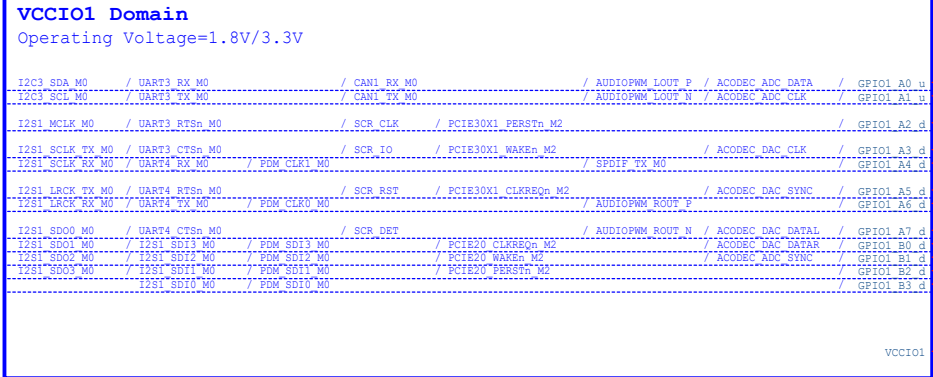 VCCIO1 Domain
Operating Voltage=1.8V/3.3V
I2C3_SDA_M0 / UART3_RX_M0 / CAN1_RX_M0 / AUDIOPWM_LOUT_P / ACODEC_ADC_DATA / GPIO1_A0_u
I2C3_SCL_M0 / UART3_TX_M0 / CAN1_TX_M0 / AUDIOPWM_LOUT_N / ACODEC_ADC_CLK / GPIO1_A1_u
I2S1_MCLK_M0 / UART3_RTSn_M0 / SCR_CLK / PCIE30X1_PERSTn_M2 / GPIO1_A2_d
I2S1_SCLK_TX_M0 / UART3_CTSn_M0 / SCR_IO / PCIE30X1_WAKEn_M2 / ACODEC_DAC_CLK / GPIO1_A3_d
I2S1_SCLK_RX_M0 / UART4_RX_M0 / PDM_CLK1_M0 / SPDIF_TX_M0 / GPIO1_A4_d
I2S1_LRCK_TX_M0 / UART4_RTSn_M0 / SCR_RST / PCIE30X1_CLKREQn_M2 / ACODEC_DAC_SYNC / GPIO1_A5_d
I2S1_LRCK_RX_M0 / UART4_TX_M0 / PDM_CLK0_M0 / AUDIOPWM_ROUT_P / GPIO1_A6_d
I2S1_SDO0_M0 / UART4_CTSn_M0 / SCR_DET / AUDIOPWM_ROUT_N / ACODEC_DAC_DATAL / GPIO1_A7_d
I2S1_SDO1_M0 / I2S1_SDI3_M0 / PDM_SDI3_M0 / PCIE20_CLKREQn_M2 / ACODEC_DAC_DATAR / GPIO1_B0_d
I2S1_SDO2_M0 / I2S1_SDI2_M0 / PDM_SDI2_M0 / PCIE20_WAKEn_M2 / ACODEC_ADC_SYNC / GPIO1_B1_d
I2S1_SDO3_M0 / I2S1_SDI1_M0 / PDM_SDI1_M0 / PCIE20_PERSTn_M2 / GPIO1_B2_d
I2S1_SDI0_M0 / PDM_SDI0_M0 / GPIO1_B3_d
VCCIO1